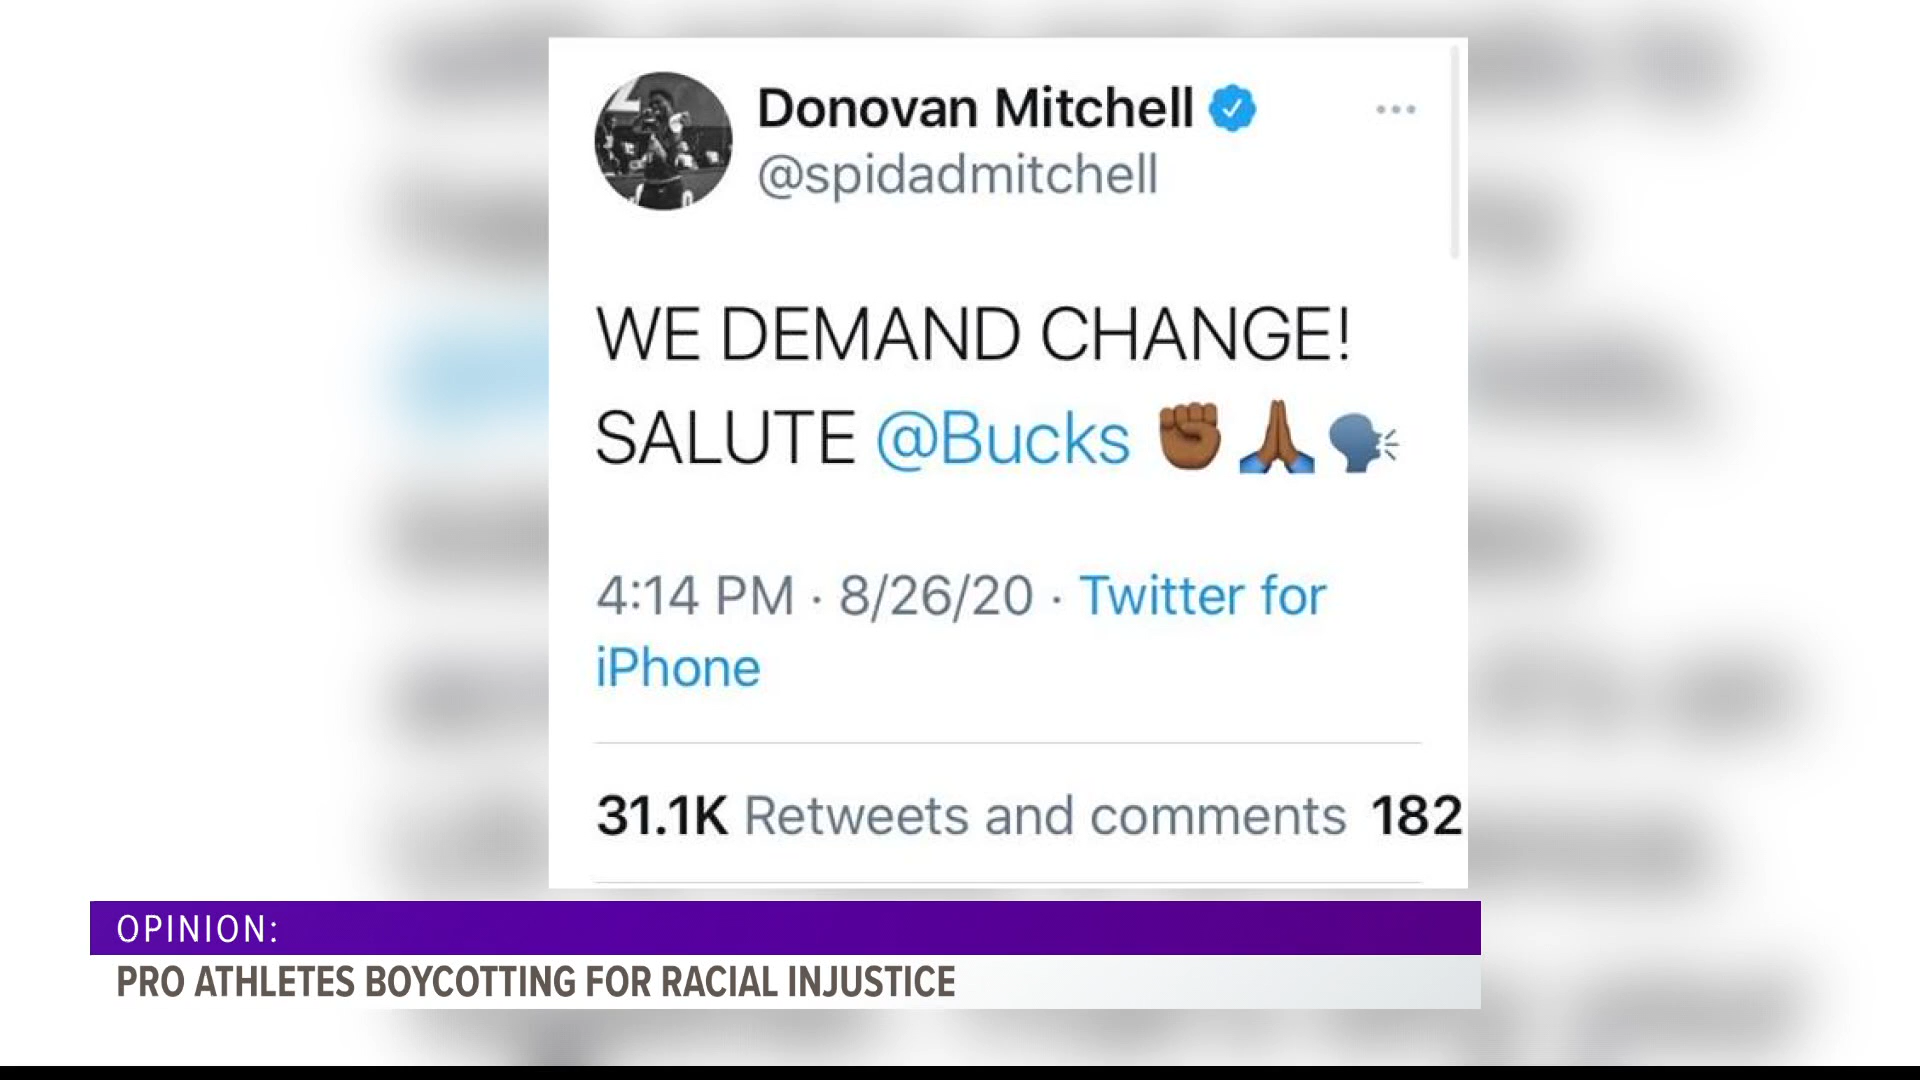 Donovan Mitchell
@spidadmitchell
WE DEMAND CHANGE!
SALUTE @Bucks ✊🏾🙏🏾🗣
4:14 PM · 8/26/20 · Twitter for
iPhone
31.1K Retweets and comments 182
OPINION:
PRO ATHLETES BOYCOTTING FOR RACIAL INJUSTICE